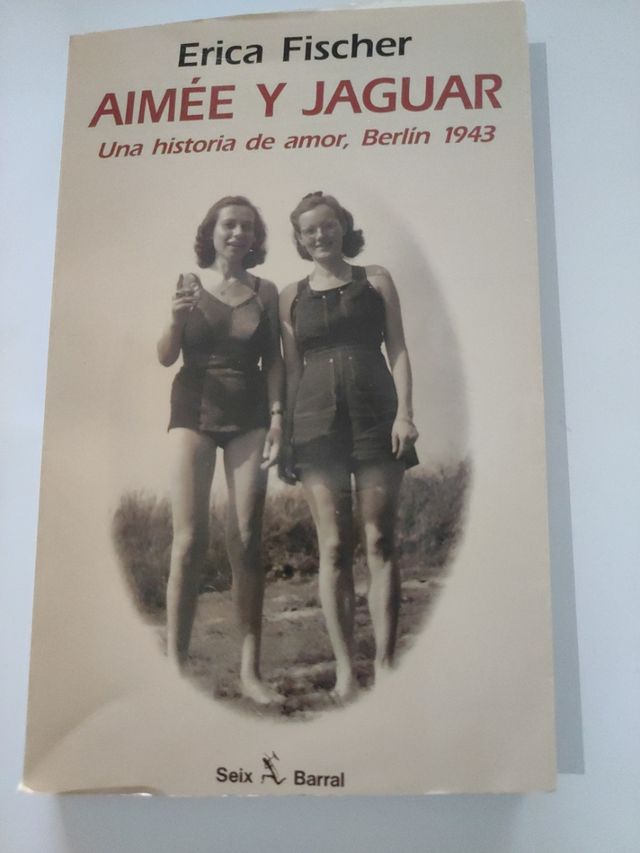 Erica Fischer
AIMÉE Y JAGUAR
Una historia de amor, Berlín 1943
Seix Barral